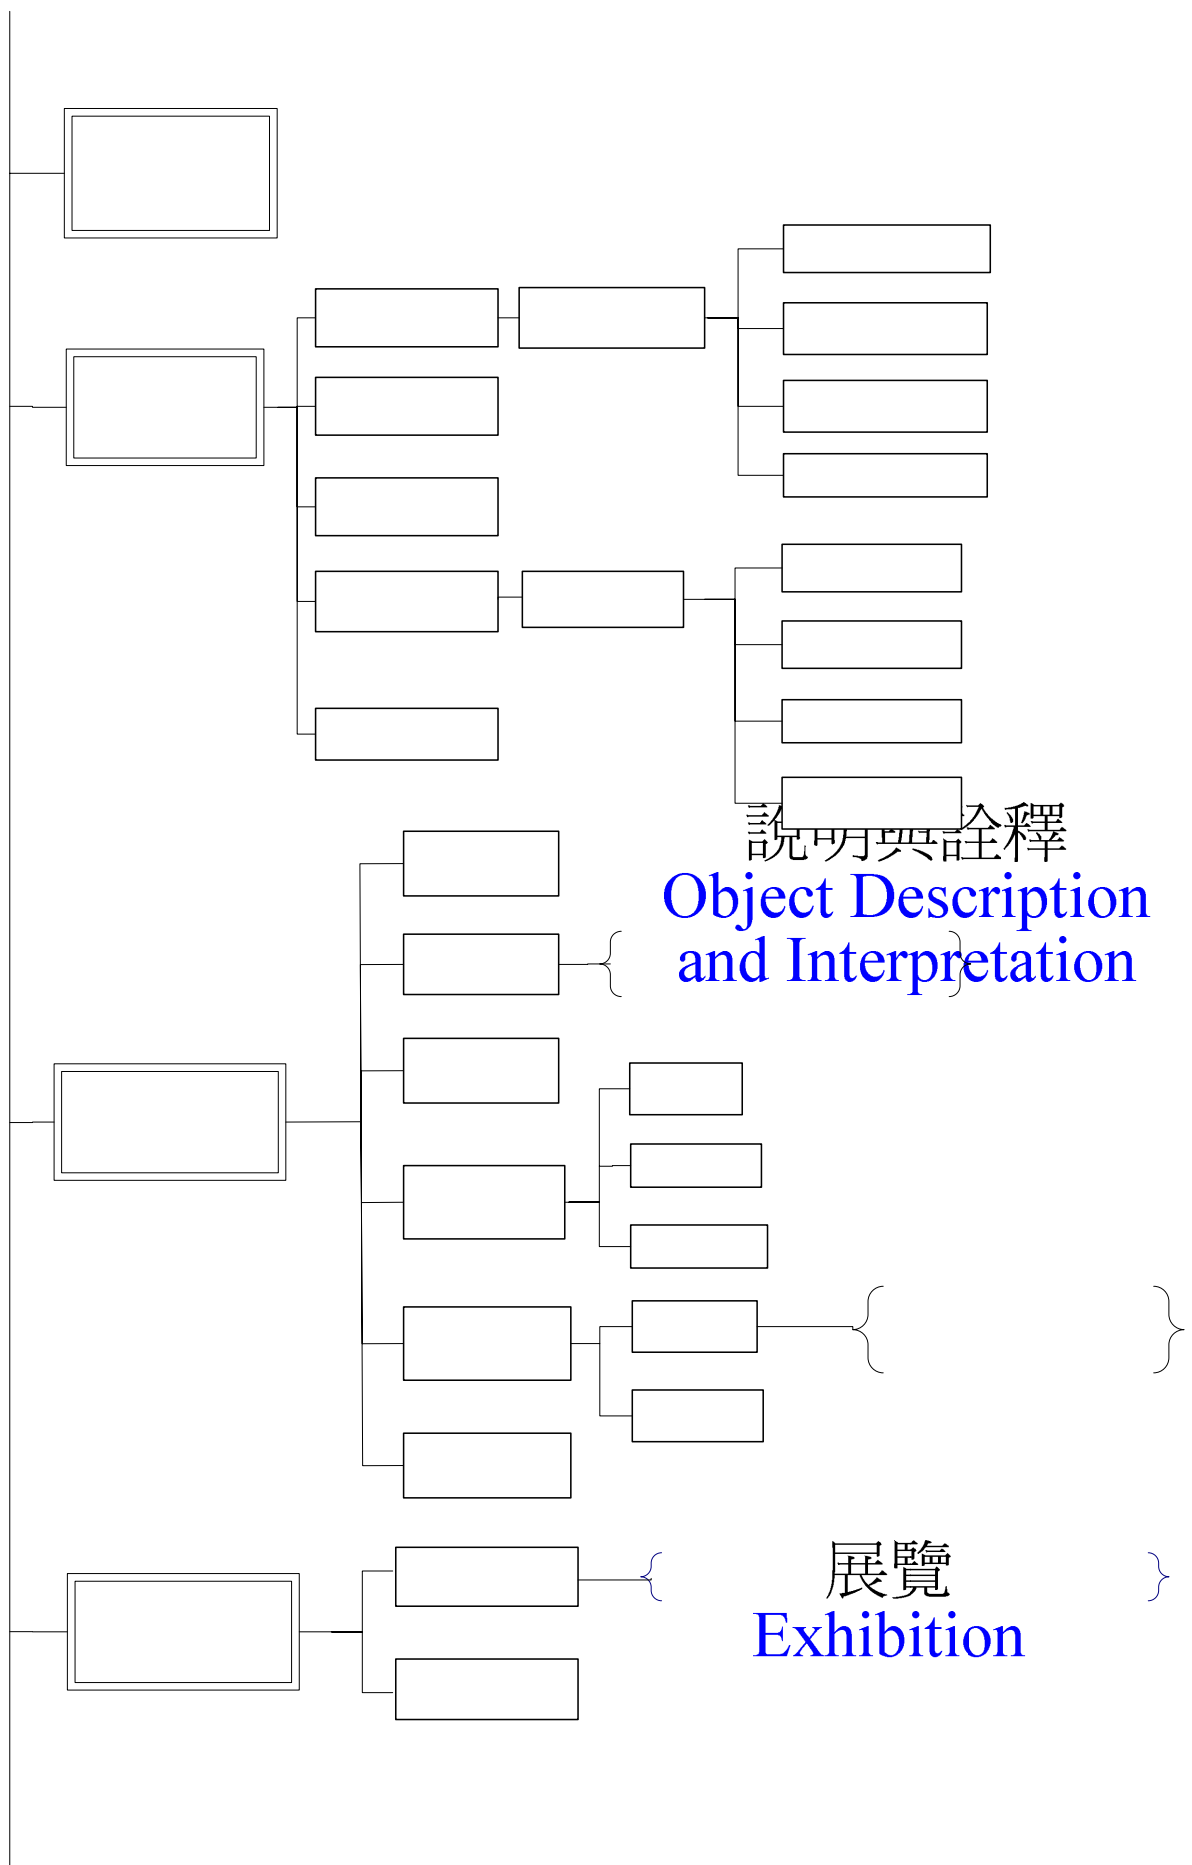 說明與詮釋
Object Description
and Interpretation
展覽
Exhibition